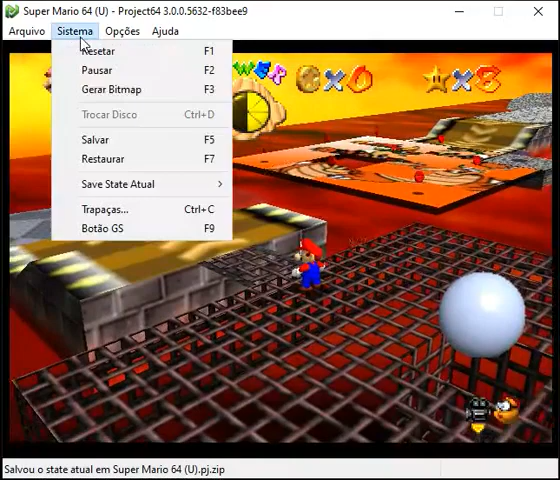 Super Mario 64 (U) - Project64 3.0.0.5632-f83bee9
Arquivo Sistema Opções Ajuda
Resetar F1
Pausar F2
Gerar Bitmap F3
Trocar Disco Ctrl+D
Salvar F5
Restaurar F7
Save State Atual
Trapaças... Ctrl+C
Botão GS F9
×0
×8
Salvou o state atual em Super Mario 64 (U).pj.zip